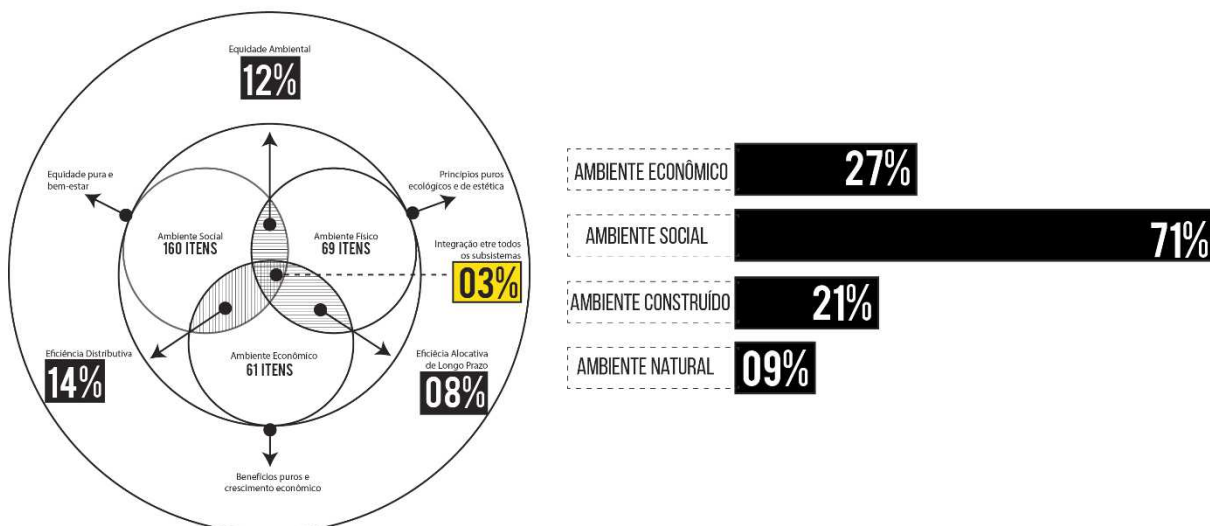 Equidade Ambiental
12%
Equidade pura e
bem-estar
Princípios puros
ecológicos e de estética
Ambiente Social
160 ITENS
Ambiente Físico
69 ITENS
Integração etre todos
os subsistemas
03%
Eficiência Distributiva
14%
Ambiente Econômico
61 ITENS
Eficiêcia Alocativa
de Longo Prazo
08%
Benefícios puros e
crescimento econômico
AMBIENTE ECONÔMICO 27%
AMBIENTE SOCIAL 71%
AMBIENTE CONSTRUÍDO 21%
AMBIENTE NATURAL 09%